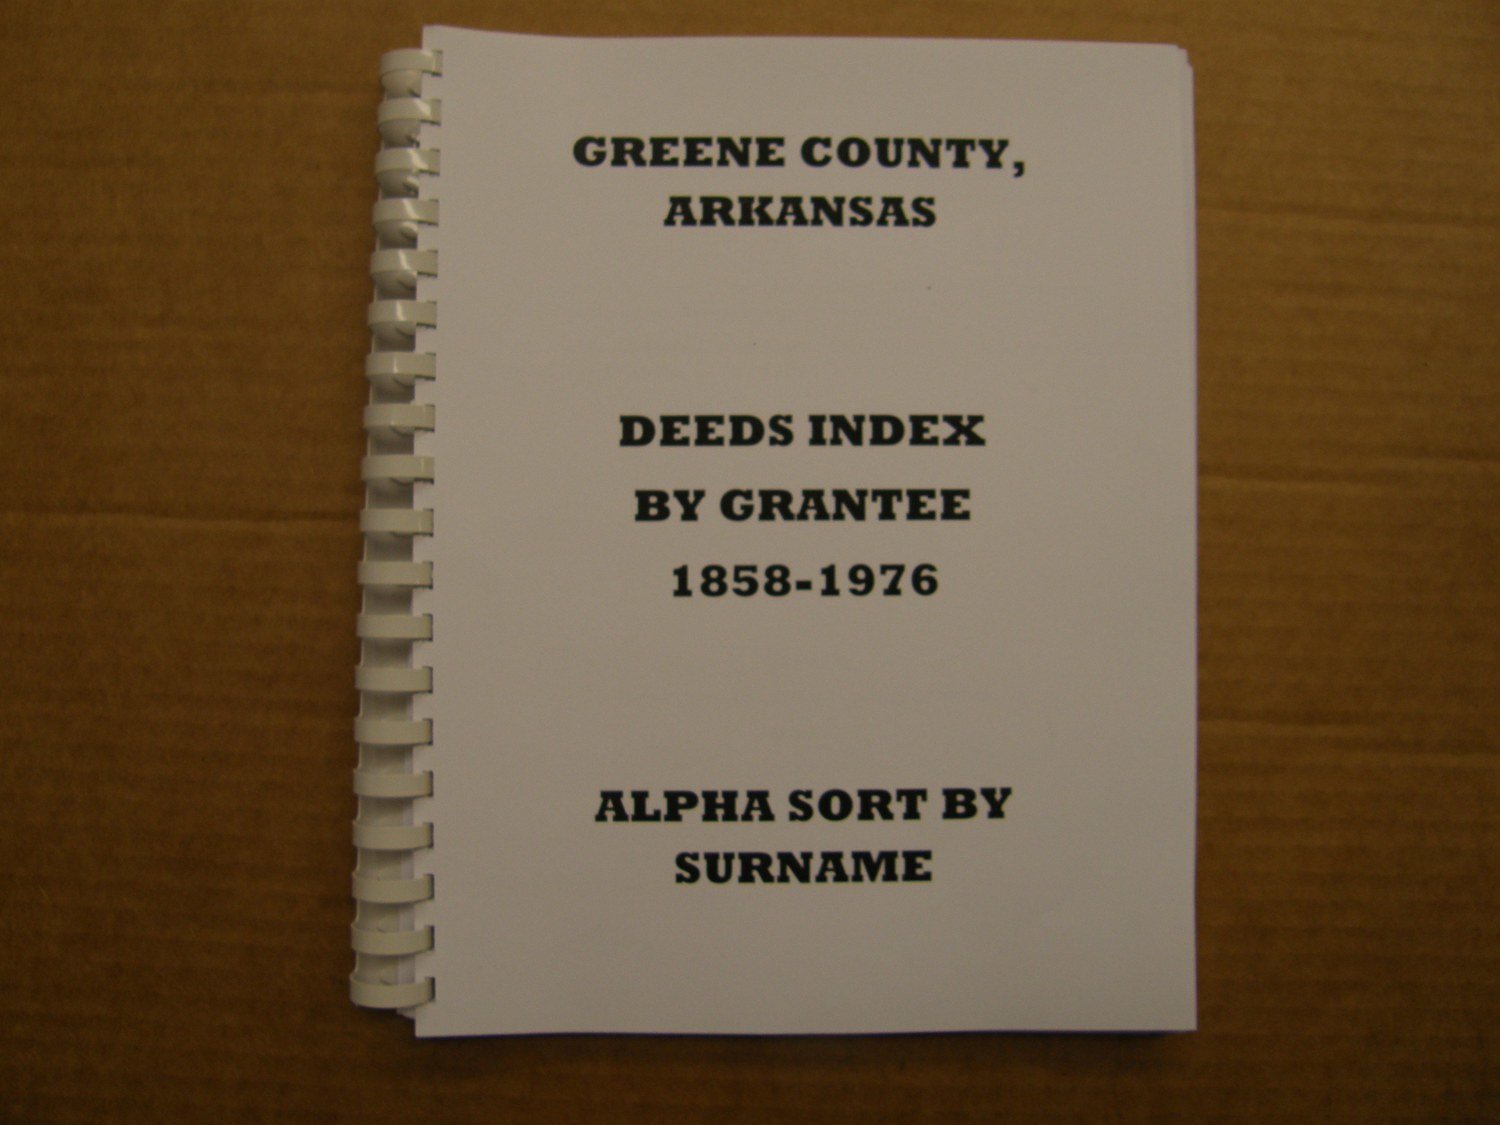 GREENE COUNTY,
ARKANSAS
DEEDS INDEX
BY GRANTEE
1858-1976
ALPHA SORT BY
SURNAME